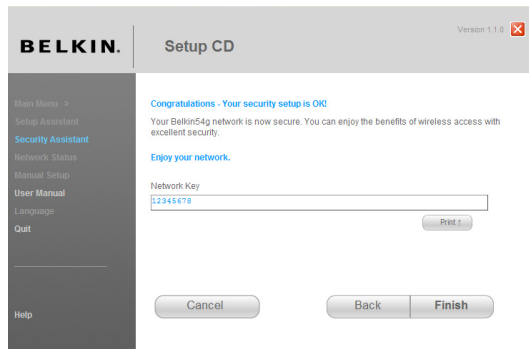 Version 1.1.0
BELKIN. Setup CD
Main Menu >
Setup Assistant
Security Assistant
Network Status
Manual Setup
User Manual
Language
Quit
Help
Congratulations - Your security setup is OK!
Your Belkin54g network is now secure. You can enjoy the benefits of wireless access with
excellent security.
Enjoy your network.
Network Key
12345678
Print
Cancel
Back
Finish